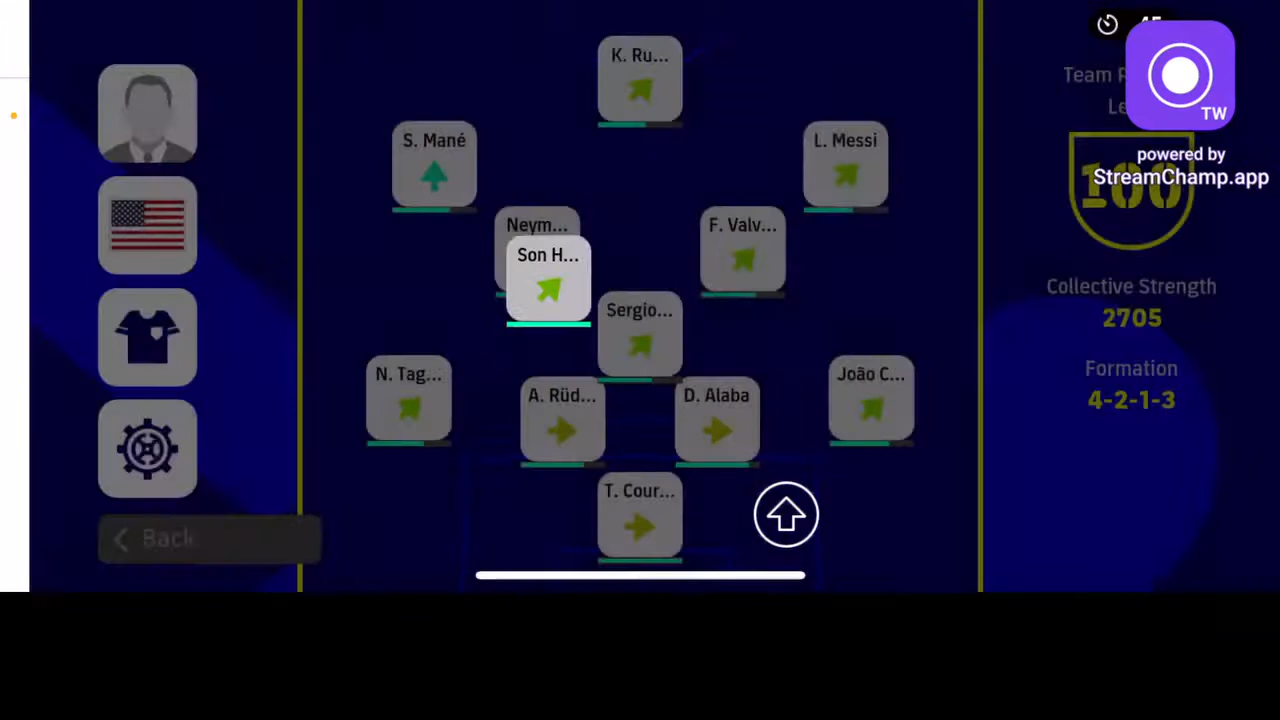 K. Ru...
S. Mané
L. Messi
Neym...
F. Valv...
Son H...
Sergio...
N. Tag...
A. Rüd...
D. Alaba
João C...
T. Cour...
Back
Team
TW
powered by
StreamChamp.app
100
Collective Strength
2705
Formation
4-2-1-3